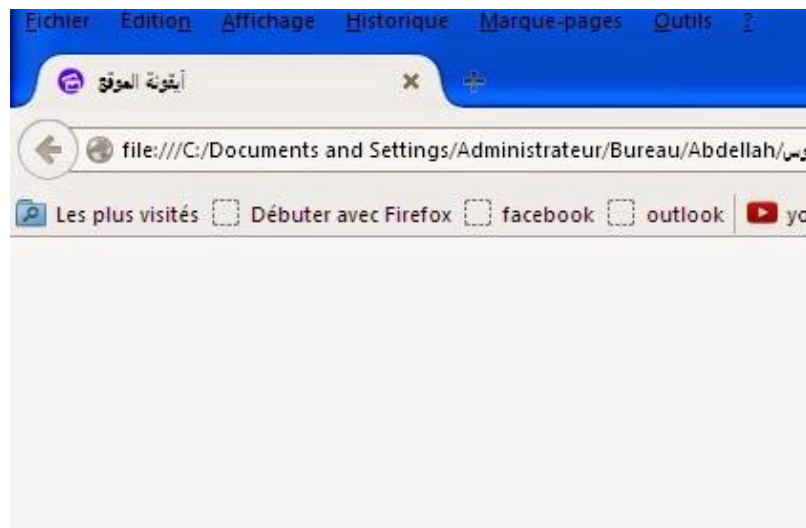 Fichier Edition Affichage Historique Marque-pages Outils ?
أيقونة الموقع
file:///C:/Documents and Settings/Administrateur/Bureau/Abdellah/
Les plus visités Débuter avec Firefox facebook outlook